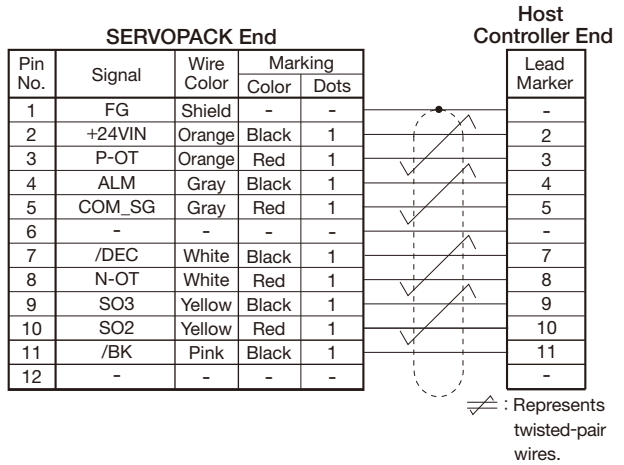 SERVOPACK End
Host Controller End
Pin No. Signal Wire Color Marking Lead Marker
Color Dots
1 FG Shield - - -
2 +24VIN Orange Black 1 2
3 P-OT Orange Red 1 3
4 ALM Gray Black 1 4
5 COM_SG Gray Red 1 5
6 - - - -
7 /DEC White Black 1 7
8 N-OT White Red 1 8
9 SO3 Yellow Black 1 9
10 SO2 Yellow Red 1 10
11 /BK Pink Black 1 11
12 - - - - -
: Represents
twisted-pair
wires.